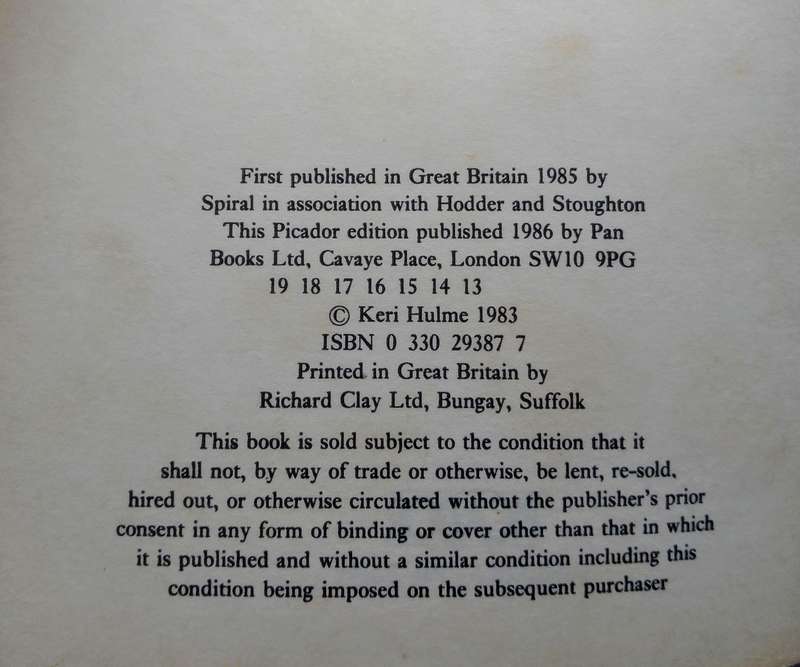 First published in Great Britain 1985 by
Spiral in association with Hodder and Stoughton
This Picador edition published 1986 by Pan
Books Ltd, Cavaye Place, London SW10 9PG
19 18 17 16 15 14 13
© Keri Hulme 1983
ISBN 0 330 29387 7
Printed in Great Britain by
Richard Clay Ltd, Bungay, Suffolk
This book is sold subject to the condition that it
shall not, by way of trade or otherwise, be lent, re-sold,
hired out, or otherwise circulated without the publisher's prior
consent in any form of binding or cover other than that in which
it is published and without a similar condition including this
condition being imposed on the subsequent purchaser